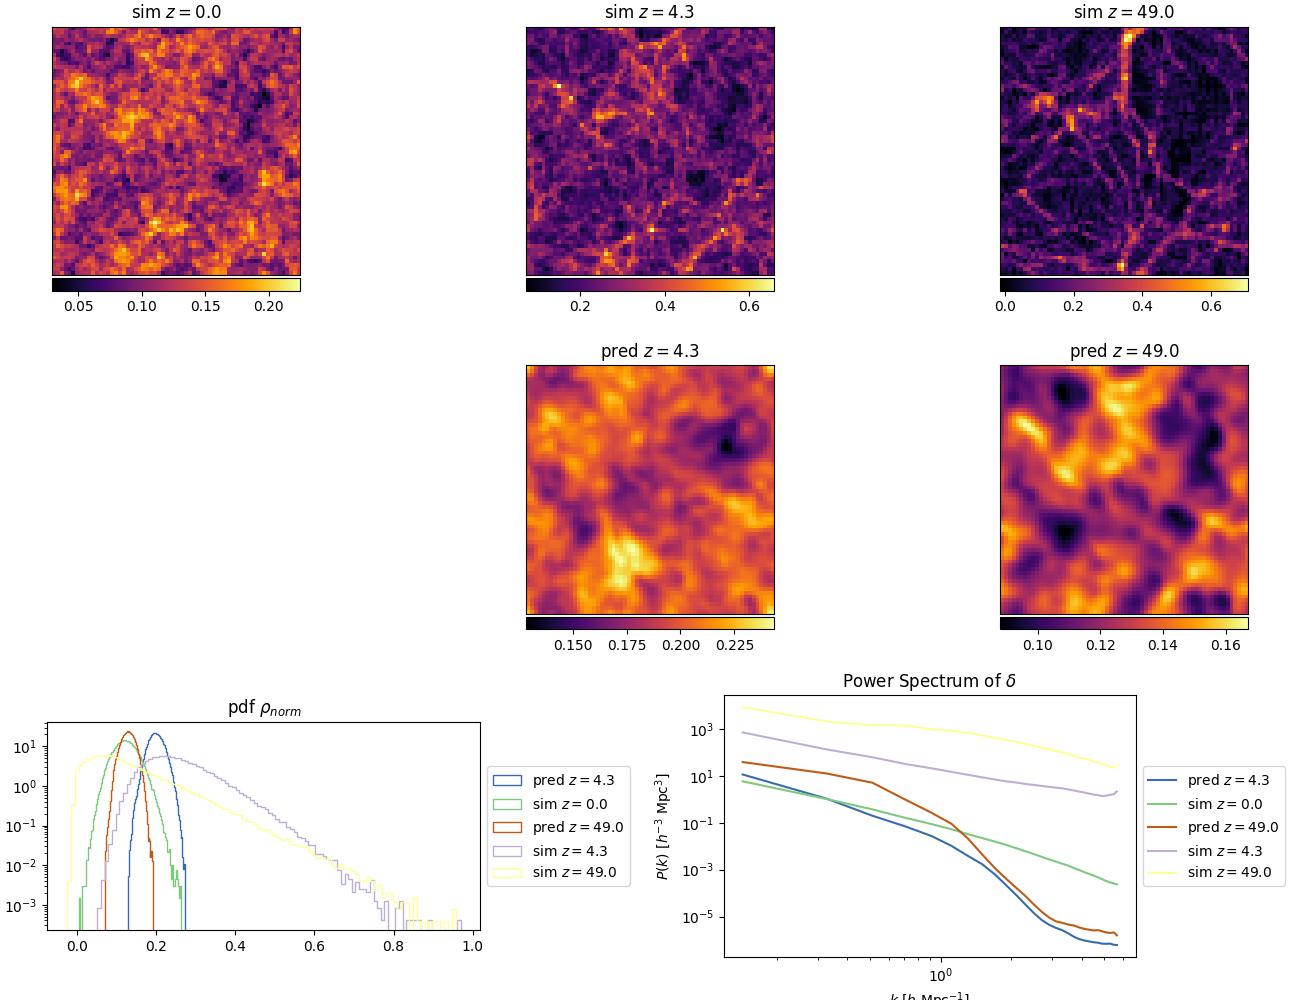 sim z = 0.0
sim z = 4.3
sim z = 49.0
0.05 0.10 0.15 0.20
0.2 0.4 0.6
0.0 0.2 0.4 0.6
pred z = 4.3
pred z = 49.0
0.150 0.175 0.200 0.225
0.10 0.12 0.14 0.16
pdf ρnorm
10¹
10⁰
10⁻¹
10⁻²
10⁻³
0.0 0.2 0.4 0.6 0.8 1.0
pred z = 4.3
sim z = 0.0
pred z = 49.0
sim z = 4.3
sim z = 49.0
Power Spectrum of δ
P(k) [h⁻³ Mpc³]
10³
10¹
10⁻¹
10⁻³
10⁻⁵
10⁰
k [h Mpc⁻¹]
pred z = 4.3
sim z = 0.0
pred z = 49.0
sim z = 4.3
sim z = 49.0